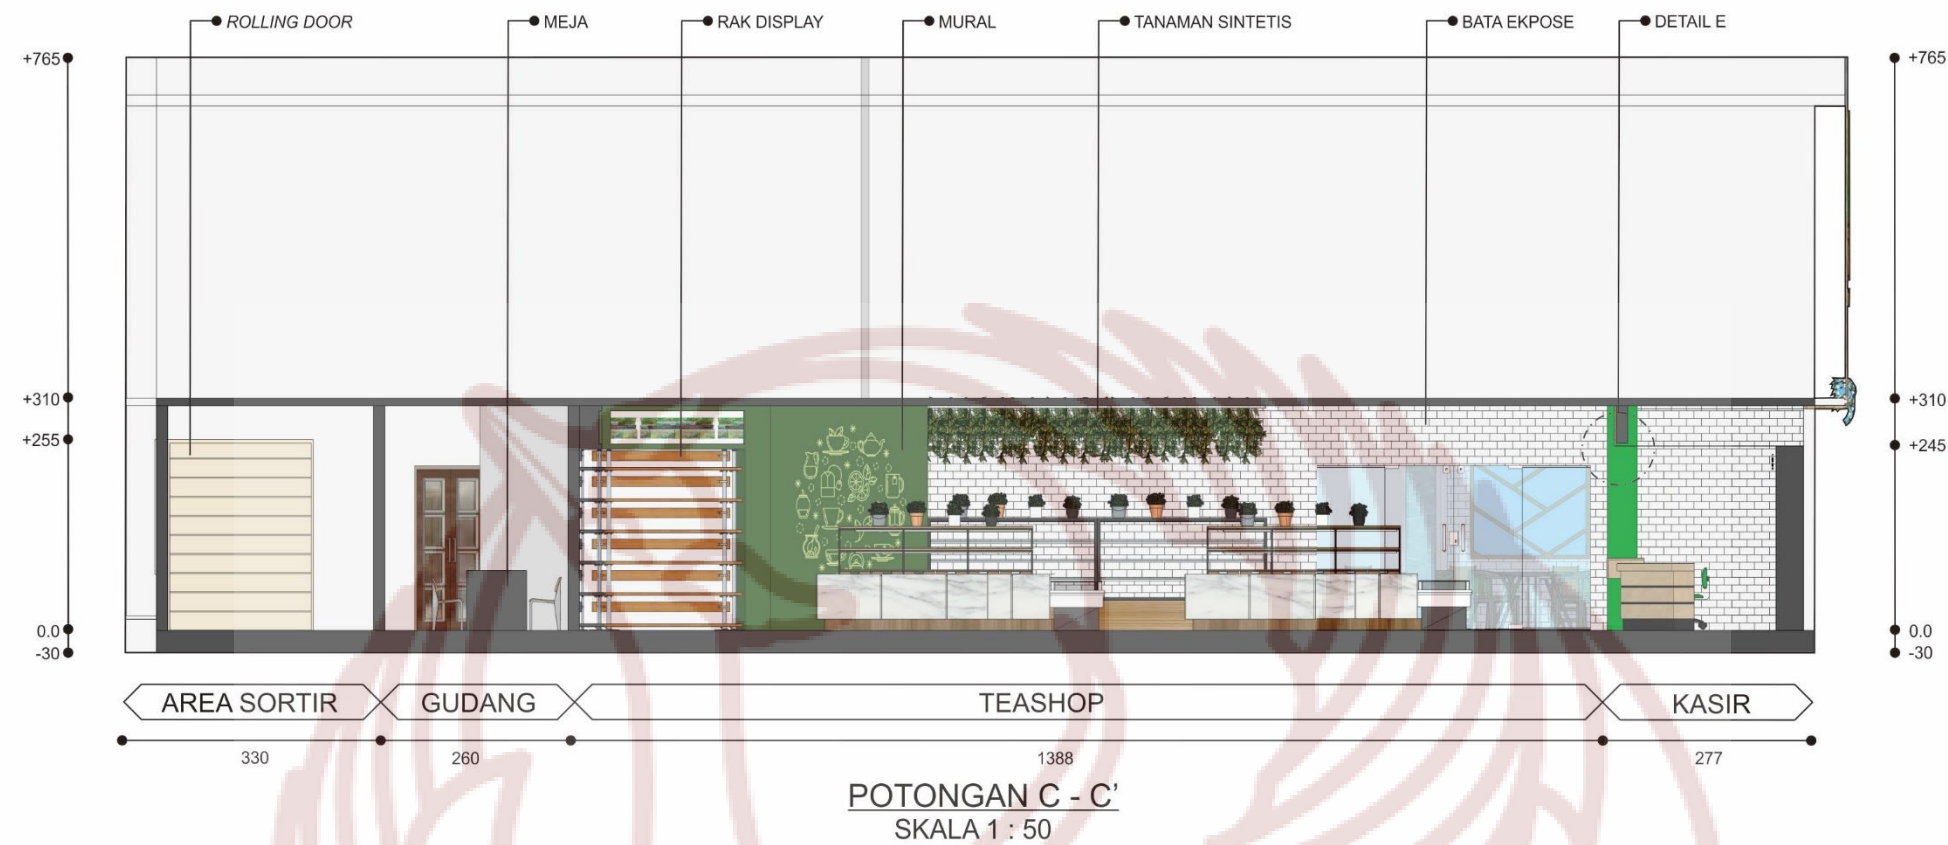 ROLLING DOOR
MEJA
RAK DISPLAY
MURAL
TANAMAN SINTETIS
BATA EKPOSE
DETAIL E
+765
+765
+310
+310
+255
+245
0.0
0.0
-30
-30
AREA SORTIR
GUDANG
TEASHOP
KASIR
330
260
1388
277
POTONGAN C - C'
SKALA 1 : 50